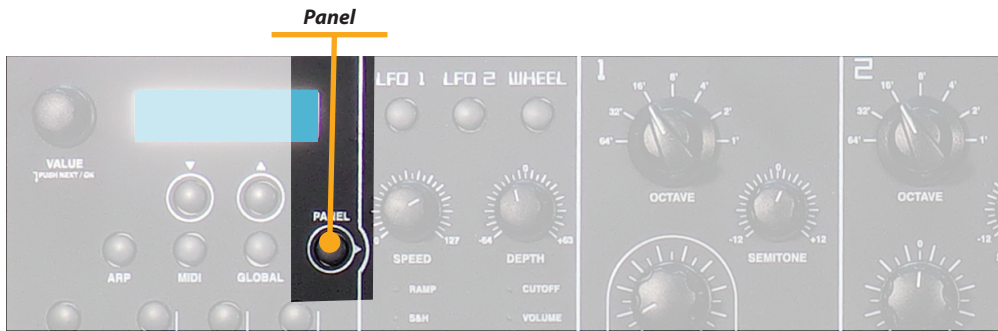 Panel
LFO 1 LFO 2 WHEEL
1
2
16' 8' 4'
32' 2'
64' 1'
OCTAVE
16' 8' 4'
32' 2'
64' 1'
OCTAVE
VALUE
PUSH NEXT / ON
▼ ▲
PANEL
0 127
SPEED
0
-64 +63
DEPTH
0
-12 +12
SEMITONE
ARP MIDI GLOBAL
RAMP
S&H
CUTOFF
VOLUME
0
-12